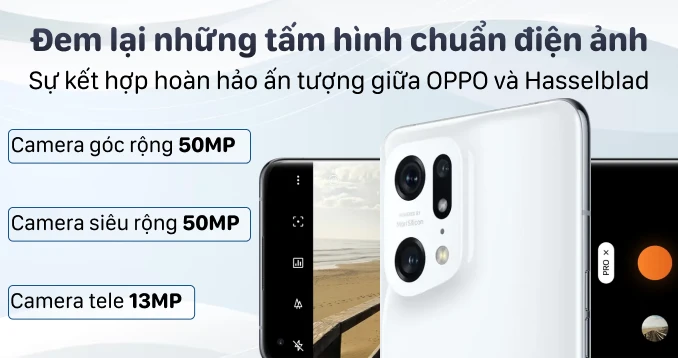 Đem lại những tấm hình chuẩn điện ảnh
Sự kết hợp hoàn hảo ấn tượng giữa OPPO và Hasselblad
Camera góc rộng 50MP
Camera siêu rộng 50MP
Camera tele 13MP
PRO ×